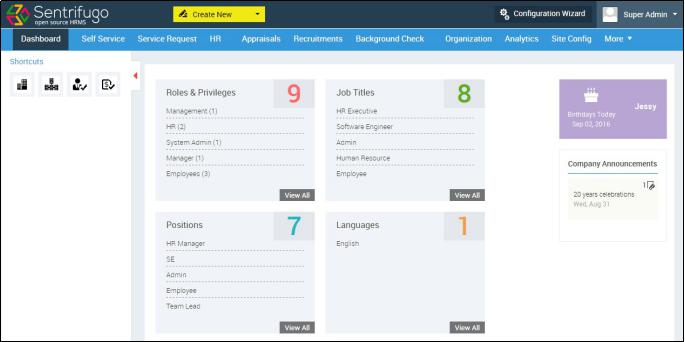 Sentrifugo
open source HRMS
Create New
Configuration Wizard
Super Admin
Dashboard Self Service Service Request HR Appraisals Recruitments Background Check Organization Analytics Site Config More
Shortcuts
Roles & Privileges 9
Management (1)
HR (2)
System Admin (1)
Manager (1)
Employees (3)
View All
Job Titles 8
HR Executive
Software Engineer
Admin
Human Resource
Employee
View All
Positions 7
HR Manager
SE
Admin
Employee
Team Lead
View All
Languages 1
English
View All
Jessy
Birthdays Today
Sep 02, 2016
Company Announcements
1
20 years celebrations
Wed, Aug 31